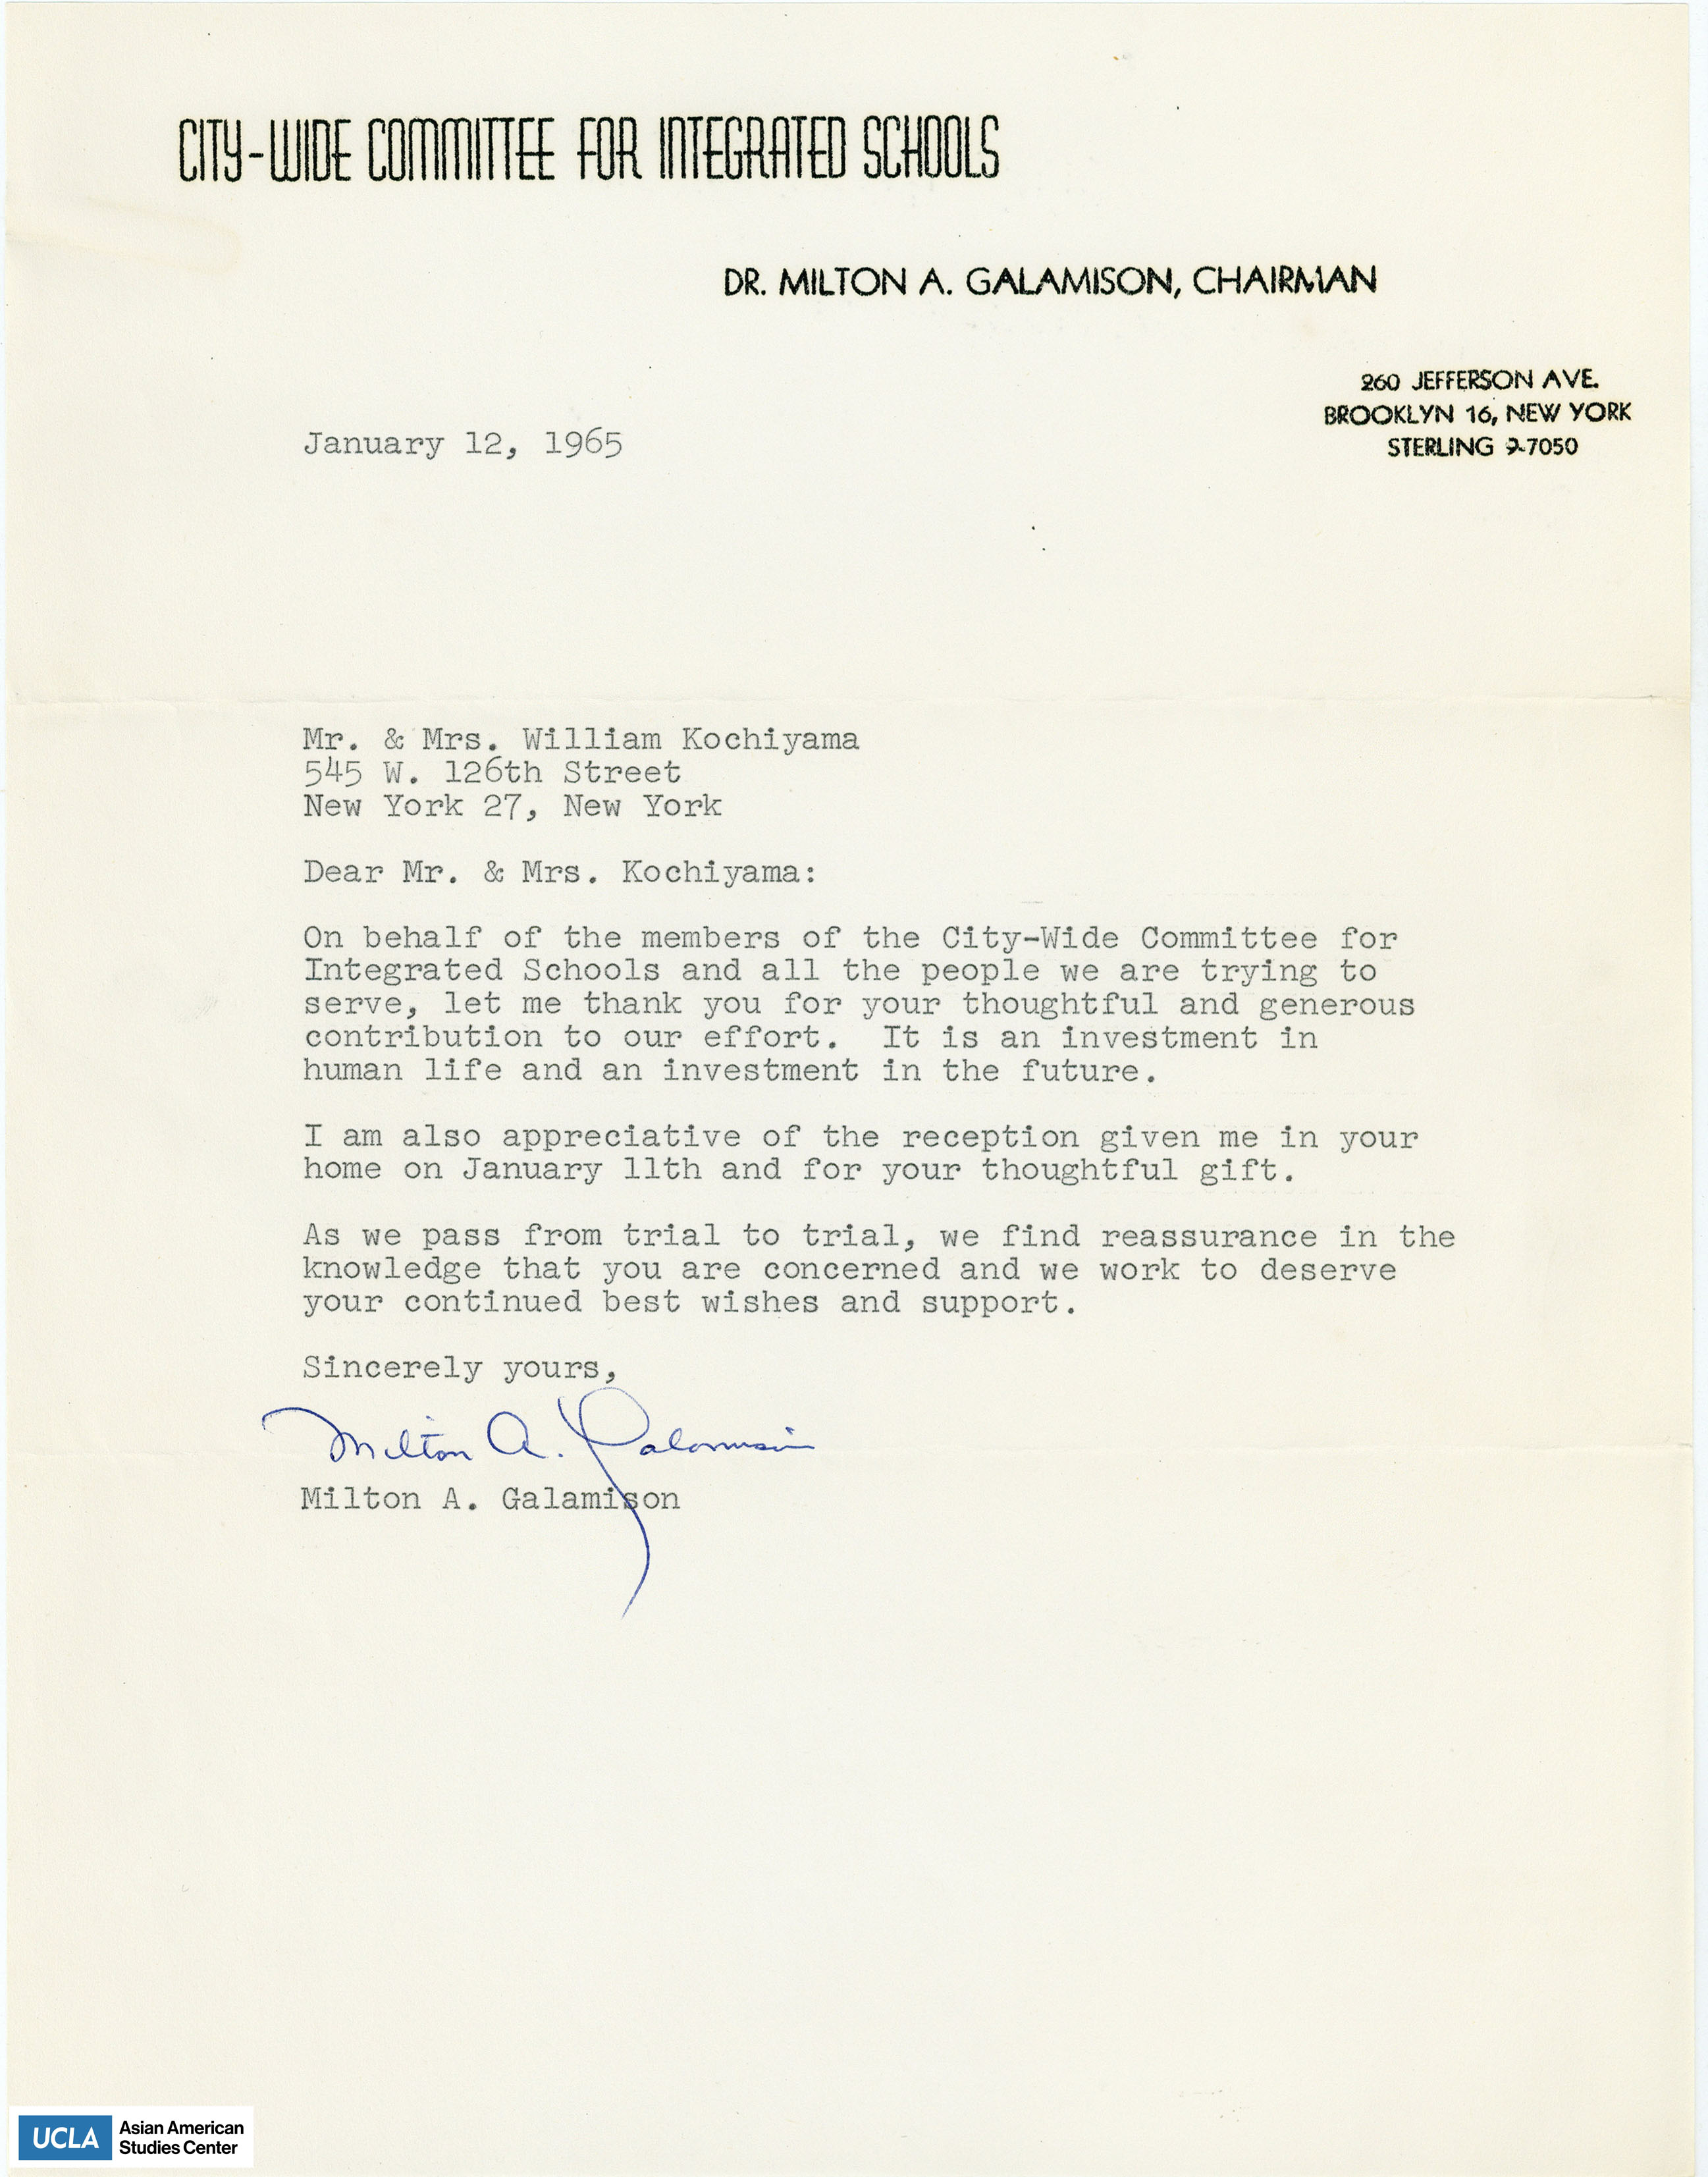 CITY-WIDE COMMITTEE FOR INTEGRATED SCHOOLS
DR. MILTON A. GALAMISON, CHAIRMAN
260 JEFFERSON AVE.
BROOKLYN 16, NEW YORK
STERLING 9-7050
January 12, 1965
Mr. & Mrs. William Kochiyama
545 W. 126th Street
New York 27, New York
Dear Mr. & Mrs. Kochiyama:
On behalf of the members of the City-Wide Committee for
Integrated Schools and all the people we are trying to
serve, let me thank you for your thoughtful and generous
contribution to our effort.  It is an investment in
human life and an investment in the future.
I am also appreciative of the reception given me in your
home on January 11th and for your thoughtful gift.
As we pass from trial to trial, we find reassurance in the
knowledge that you are concerned and we work to deserve
your continued best wishes and support.
Sincerely yours,
Milton A. Galamison
Milton A. Galamison
UCLA Asian American
Studies Center